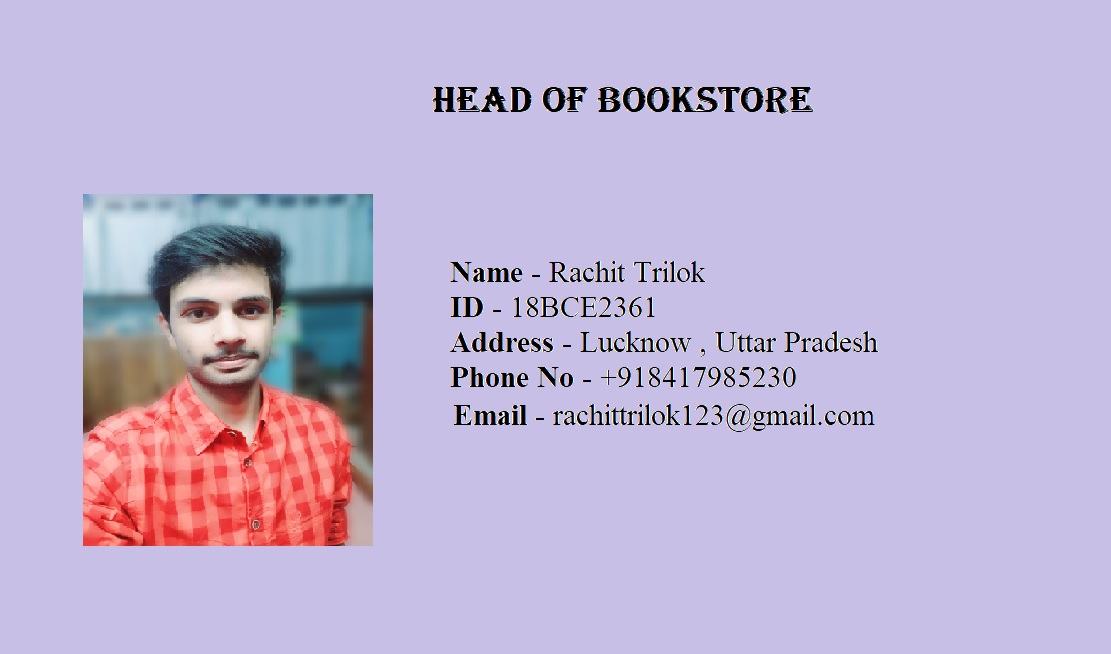 HEAD OF BOOKSTORE
Name - Rachit Trilok
ID - 18BCE2361
Address - Lucknow , Uttar Pradesh
Phone No - +918417985230
Email - rachittrilok123@gmail.com